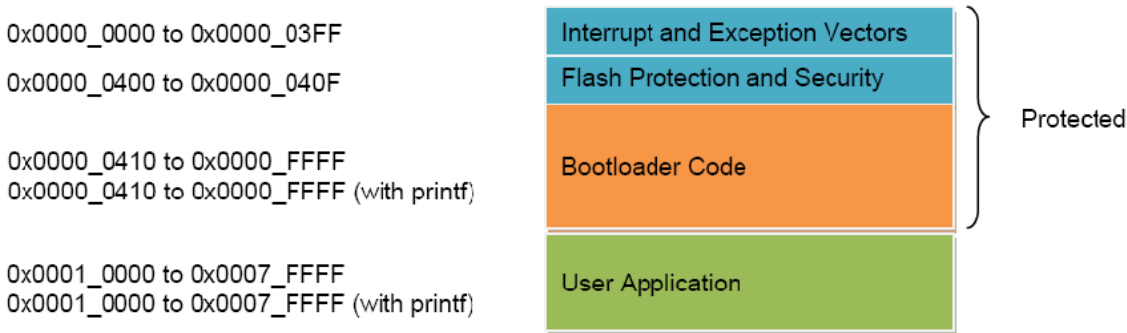 0x0000_0000 to 0x0000_03FF
Interrupt and Exception Vectors
0x0000_0400 to 0x0000_040F
Flash Protection and Security
Protected
0x0000_0410 to 0x0000_FFFF
0x0000_0410 to 0x0000_FFFF (with printf)
Bootloader Code
0x0001_0000 to 0x0007_FFFF
0x0001_0000 to 0x0007_FFFF (with printf)
User Application